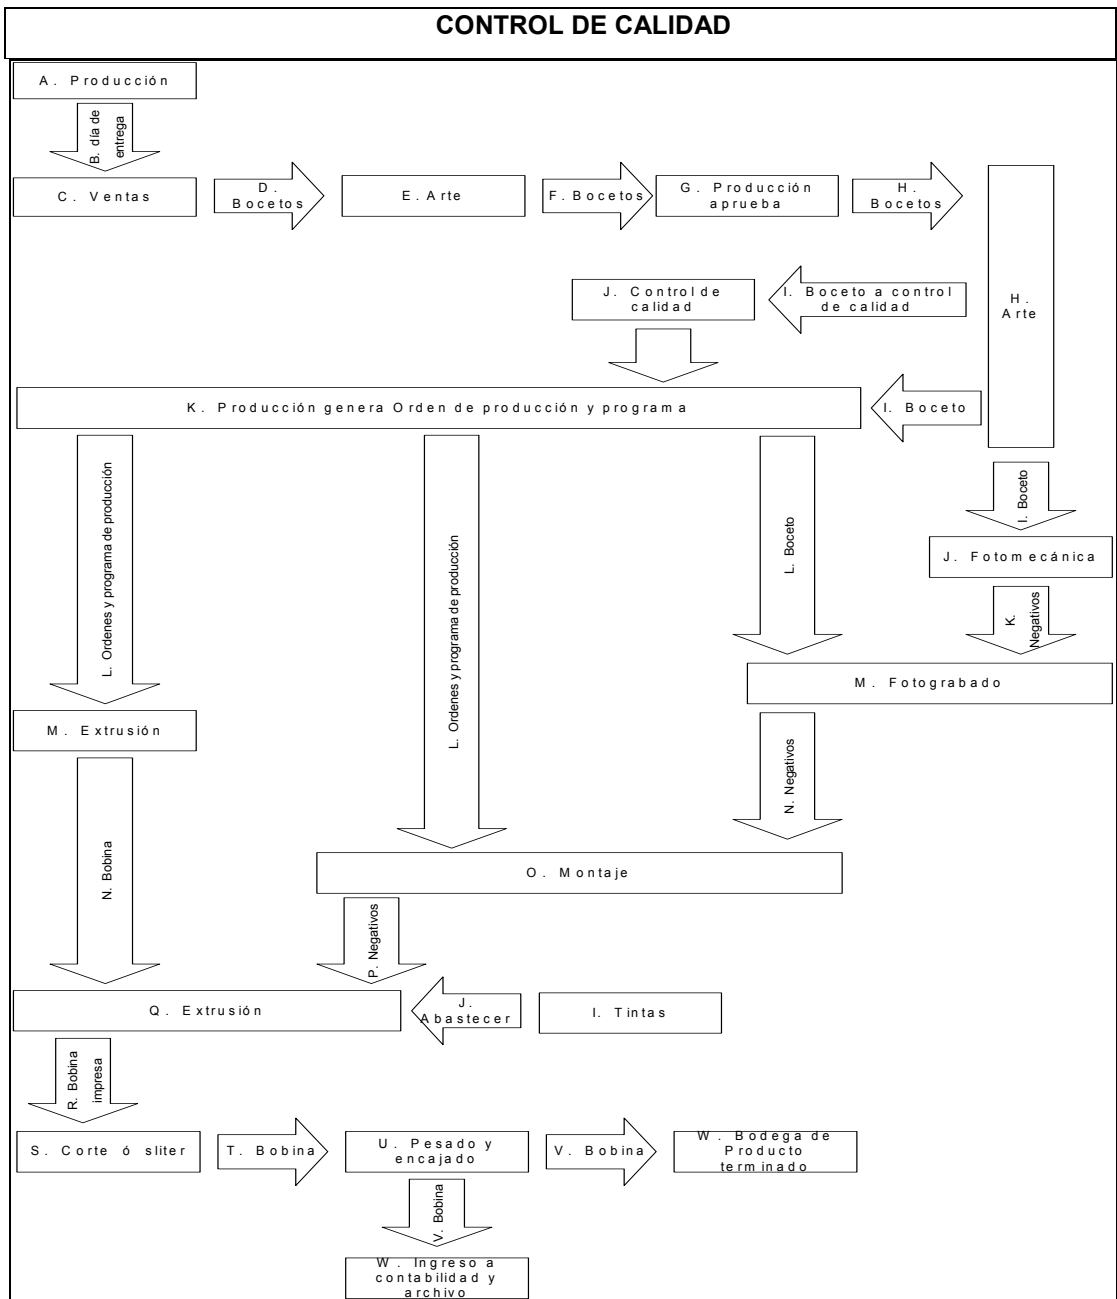 CONTROL DE CALIDAD
A. Producción
B. día de
entrega
C. Ventas
D.
Bocetos
E. Arte
F. Bocetos
G. Producción
aprueba
H.
Bocetos
H.
Arte
I. Boceto a control
de calidad
J. Control de
calidad
K. Producción genera Orden de producción y programa
I. Boceto
I. Boceto
J. Fotomecánica
K.
Negativos
L. Ordenes y programa de producción
L. Ordenes y programa de producción
L. Boceto
M. Fotograbado
M. Extrusión
N. Negativos
N. Bobina
O. Montaje
P. Negativos
Q. Extrusión
J.
Abastecer
I. Tintas
R. Bobina
impresa
S. Corte ó sliter
T. Bobina
U. Pesado y
encajado
V. Bobina
W. Bodega de
Producto
terminado
V. Bobina
W. Ingreso a
contabilidad y
archivo